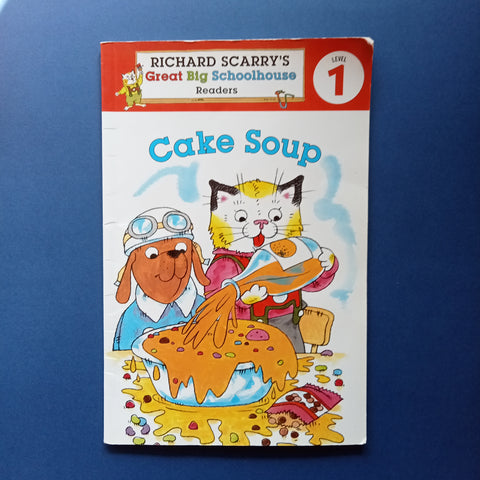 RICHARD SCARRY'S
Great Big Schoolhouse
Readers
LEVEL
1
Cake Soup